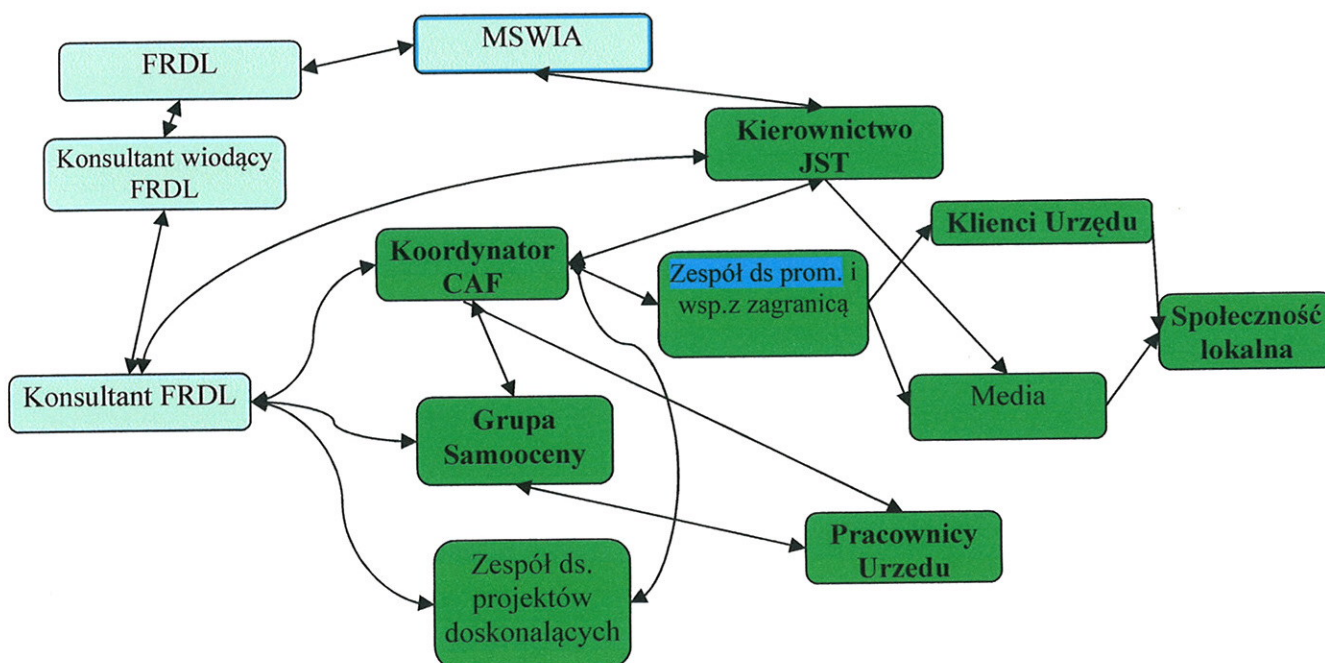 MSWIA
FRDL
Kierownictwo
JST
Konsultant wiodący
FRDL
Klienci Urzędu
Koordynator
CAF
Zespół ds prom. i
wsp.z zagranicą
Społeczność
lokalna
Konsultant FRDL
Media
Grupa
Samooceny
Pracownicy
Urzedu
Zespół ds.
projektów
doskonalących